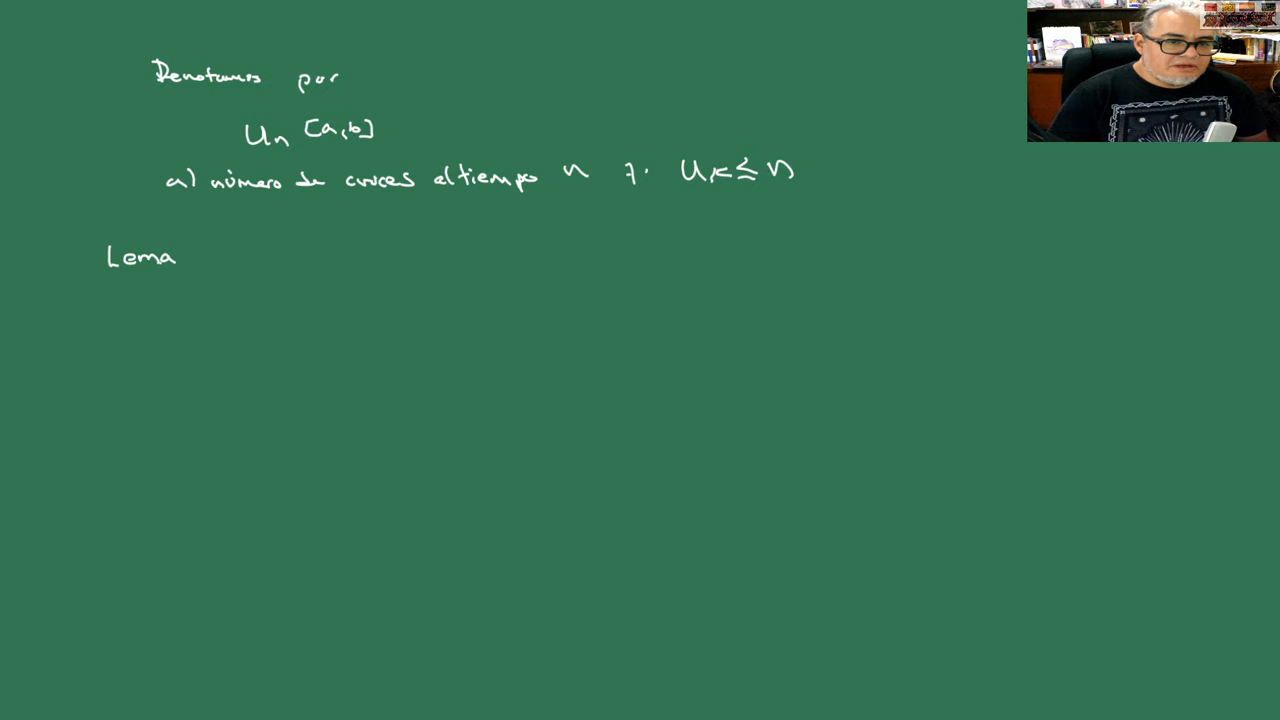 Denotamos por
Un [a,b]
al número de cruces al tiempo n z. Uk ≤ n
Lema